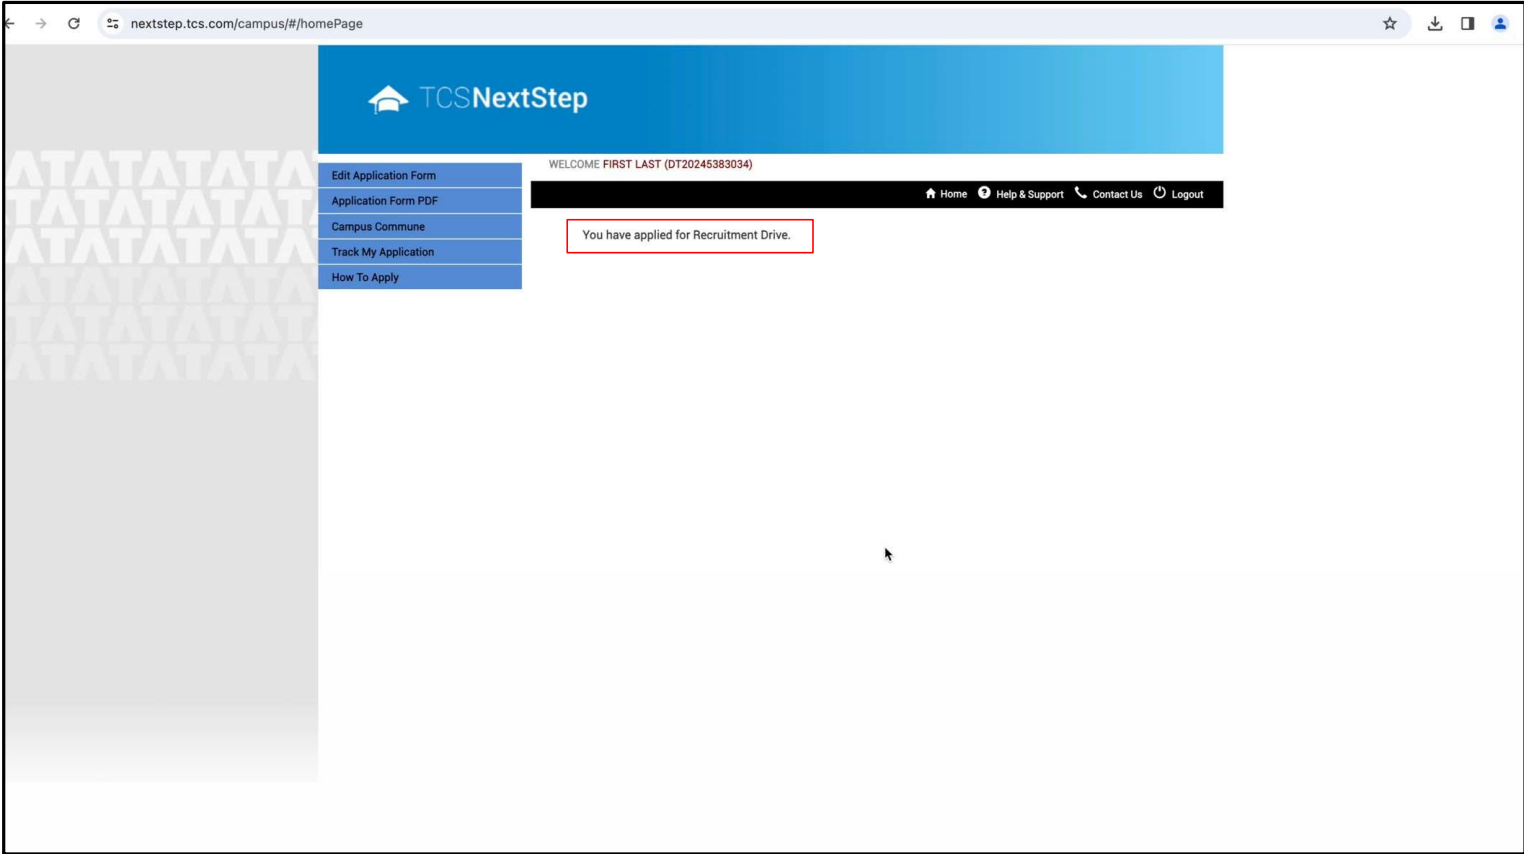 nextstep.tcs.com/campus/#/homePage
TCSNextStep
WELCOME FIRST LAST (DT20245383034)
Home Help & Support Contact Us Logout
Edit Application Form
Application Form PDF
Campus Commune
Track My Application
How To Apply
You have applied for Recruitment Drive.